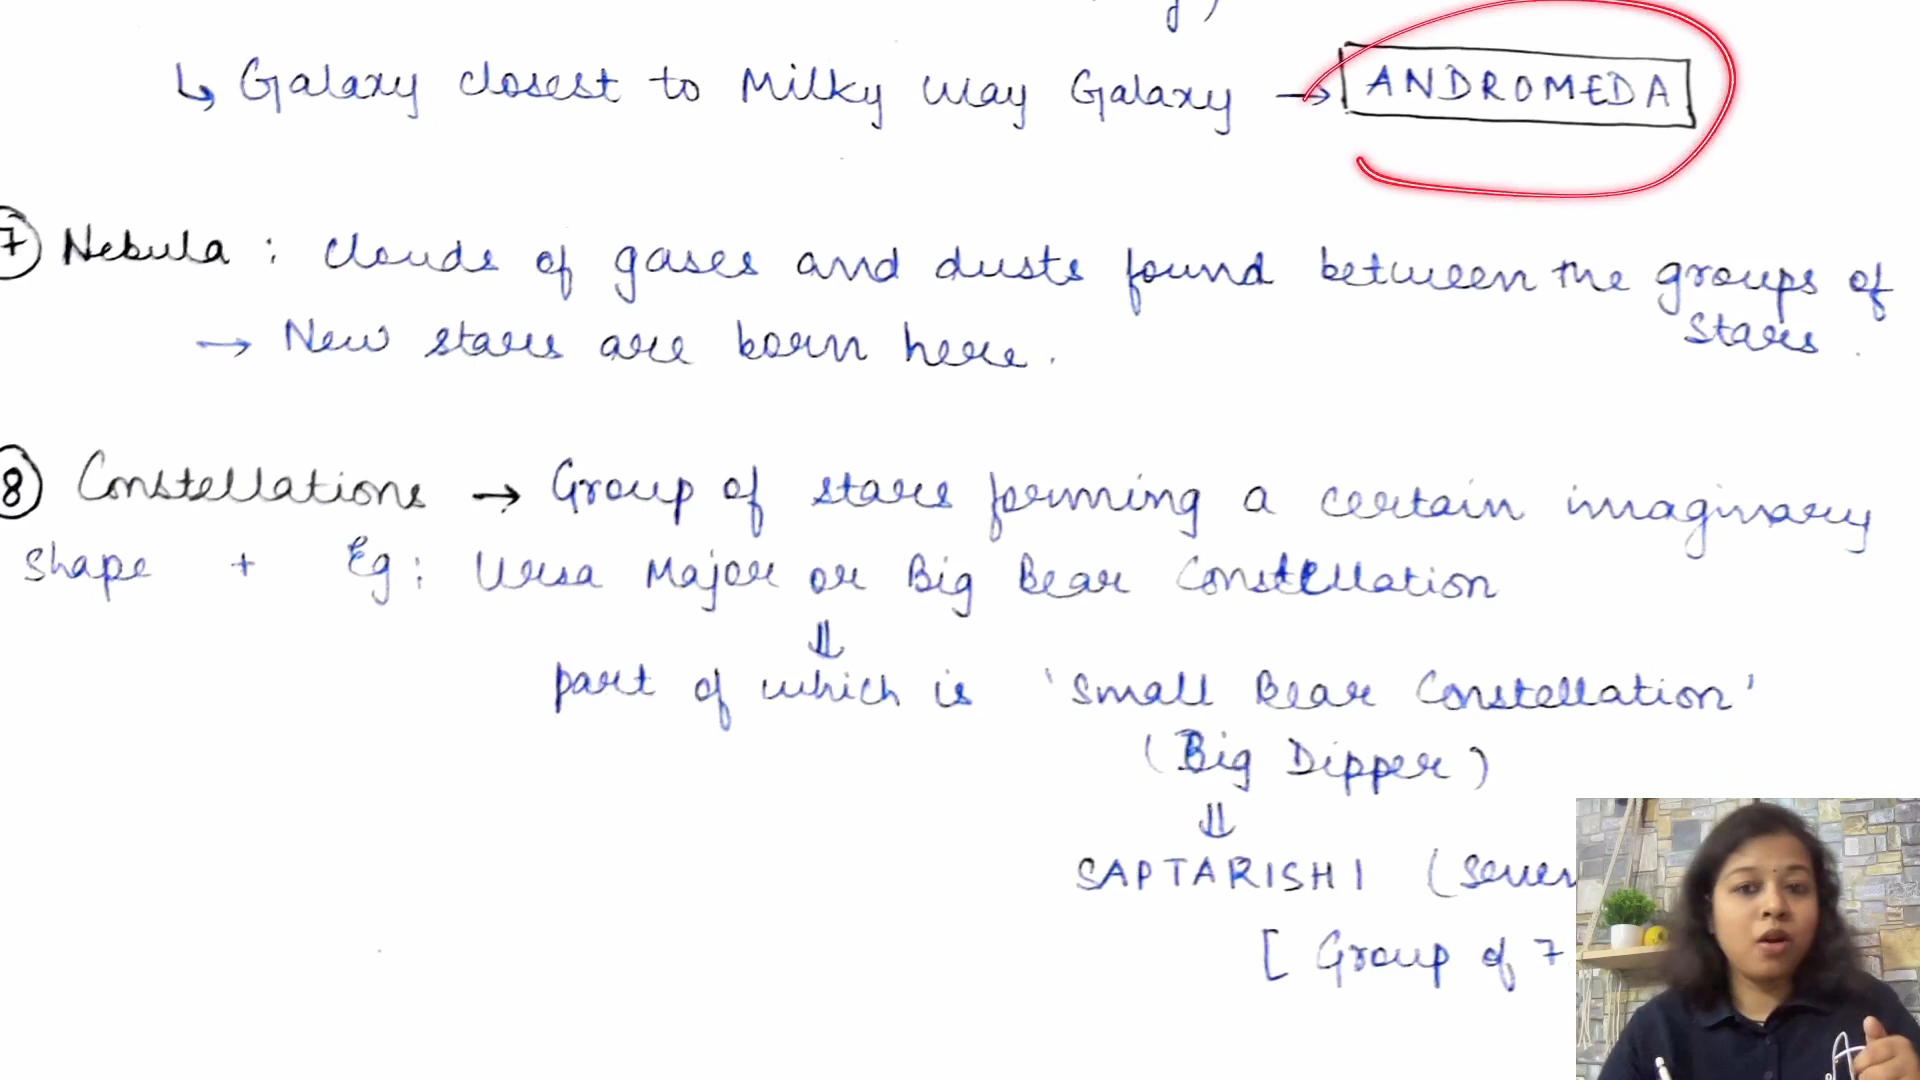 ↳ Galaxy closest to Milky Way Galaxy → ANDROMEDA
7 Nebula : Clouds of gases and dusts found between the groups of
stars.
→ New stars are born here.
8 Constellations → Group of stars forming a certain imaginary
shape + Eg : Ursa Major or Big Bear Constellation
⇓
part of which is 'Small Bear Constellation'
(Big Dipper)
⇓
SAPTARISHI (Seven
[ Group of 7